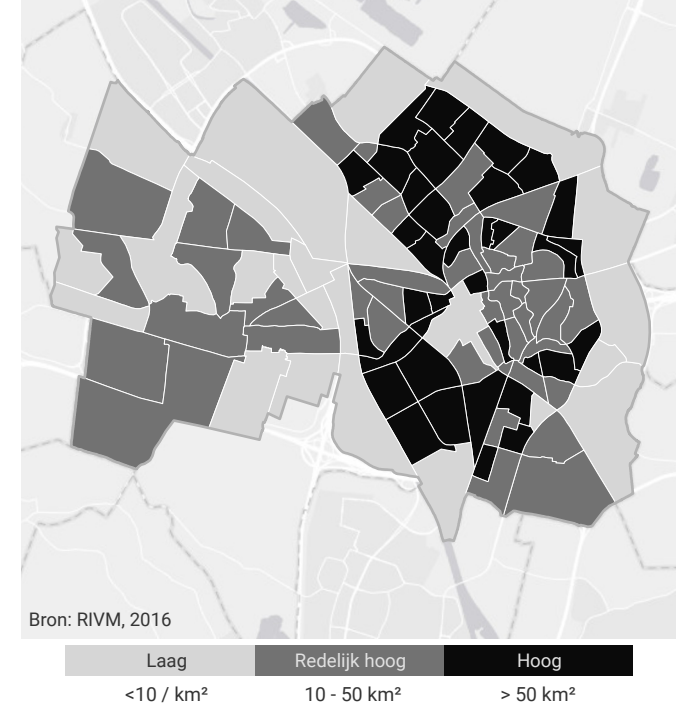 Bron: RIVM, 2016
Laag Redelijk hoog Hoog
<10 / km² 10 - 50 km² > 50 km²